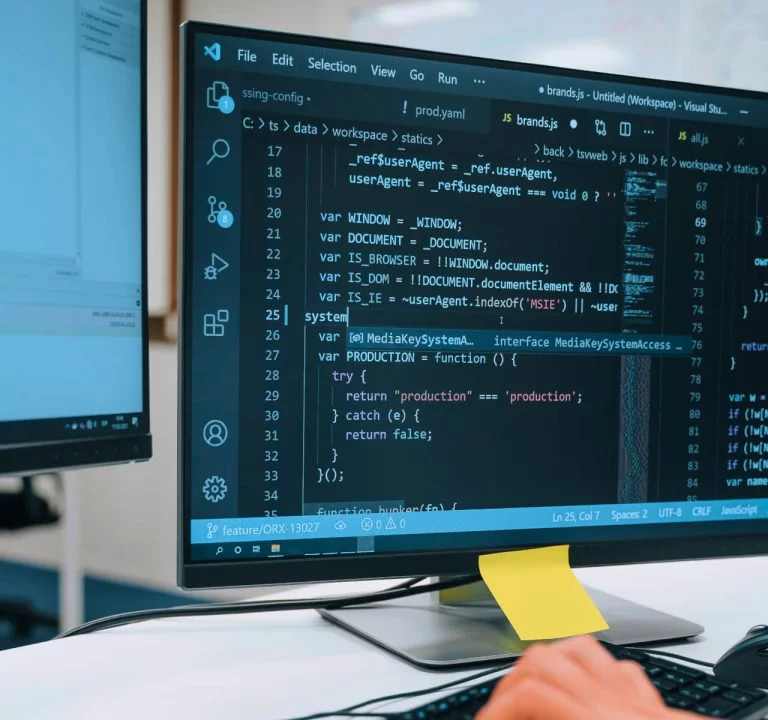 File Edit Selection View Go Run ...
● brands.js - Untitled (Workspace) - Visual Stu...
ssing-config ●
! prod.yaml
JS brands.js ●
JS all.js
C: > ts > data > workspace > statics >
> back > tsvweb > js > lib > fc
> workspace > statics >
1
8
17
18 _ref$userAgent = _ref.userAgent,
19 userAgent = _ref$userAgent === void 0 ? ''
20
21 var WINDOW = _WINDOW;
22 var DOCUMENT = _DOCUMENT;
23 var IS_BROWSER = !!WINDOW.document;
24 var IS_DOM = !!DOCUMENT.documentElement && !!DO
25 var IS_IE = ~userAgent.indexOf('MSIE') || ~user
system
26 var
MediaKeySystemA... interface MediaKeySystemAccess ...
27 var PRODUCTION = function () {
28 try {
29 return "production" === 'production';
30 } catch (e) {
31 return false;
32 }
33 }();
34
35 function bunker(fn) {
67
68
69 }
70
71 own
72
73 });
74 }
75
76 return
77 }
78
79 var w =
80 if (!w[N
81 if (!w[N
82 if (!w[N
83 if (!w[N
84 var name
85
feature/ORX-13027 0 0 Ln 25, Col 7 Spaces: 2 UTF-8 CRLF JavaScript